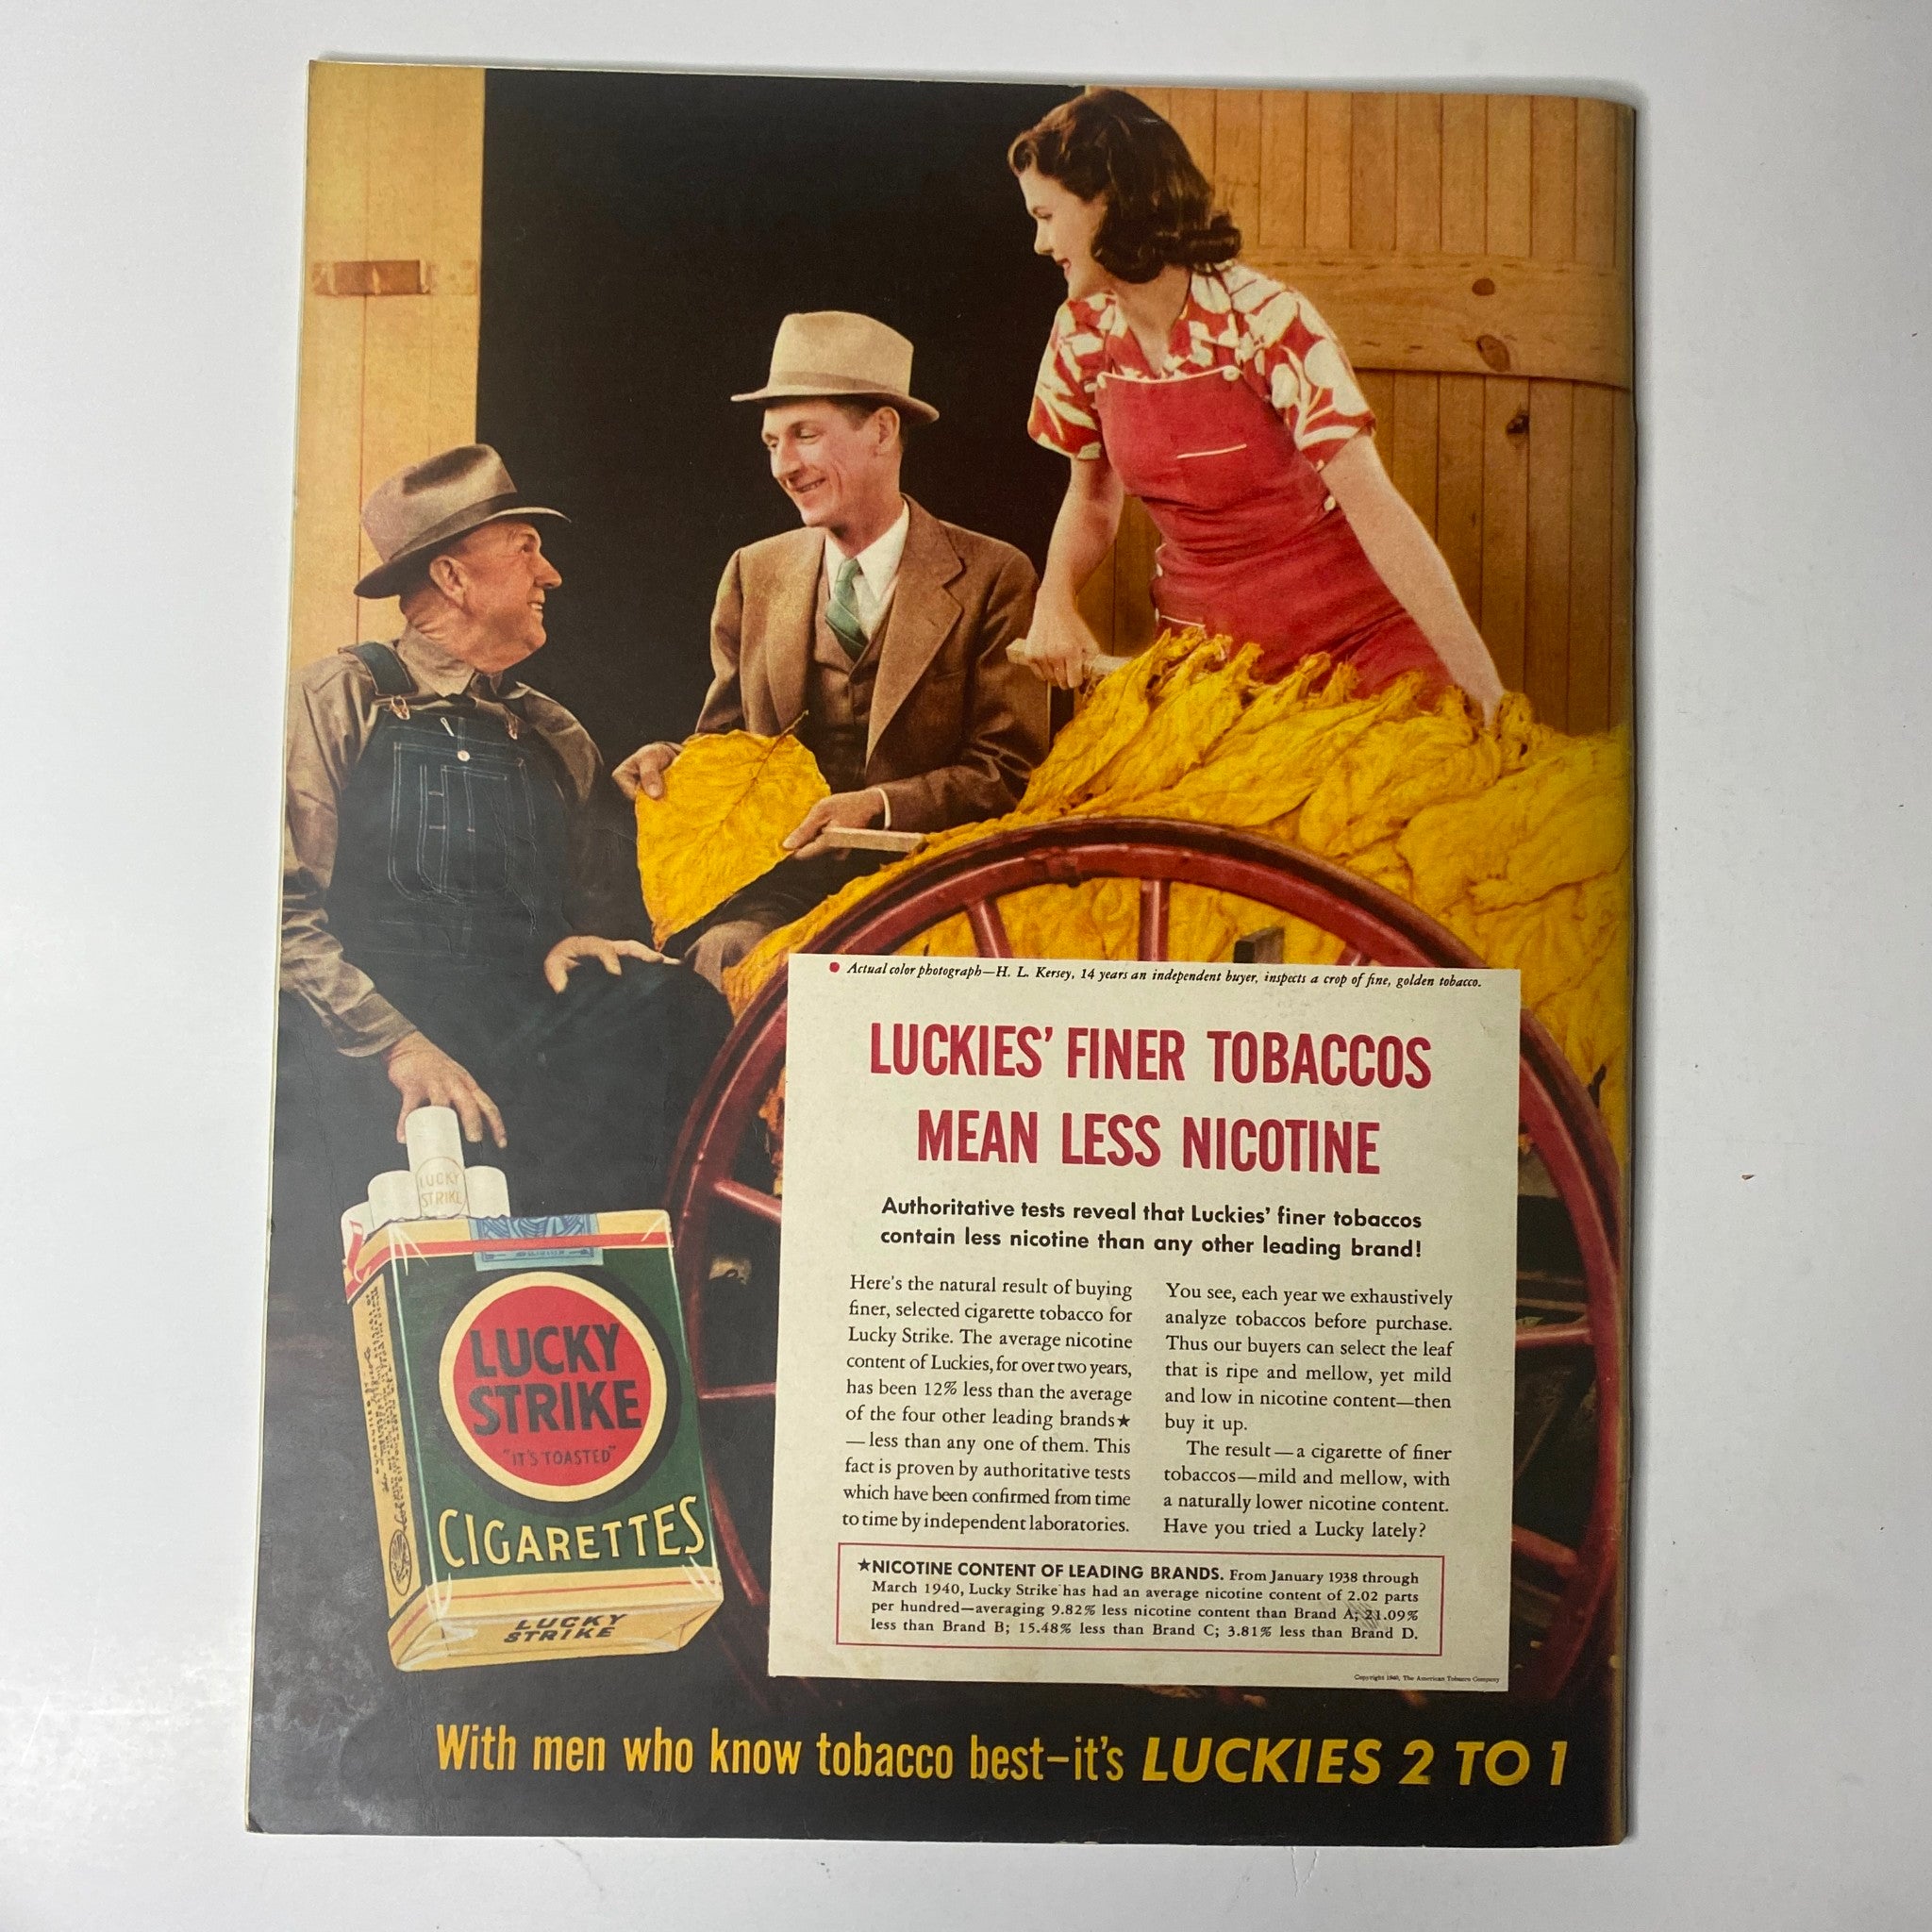 ● Actual color photograph—H. L. Kersey, 14 years an independent buyer, inspects a crop of fine, golden tobacco.
LUCKIES' FINER TOBACCOS
MEAN LESS NICOTINE
Authoritative tests reveal that Luckies' finer tobaccos
contain less nicotine than any other leading brand!
Here's the natural result of buying
finer, selected cigarette tobacco for
Lucky Strike. The average nicotine
content of Luckies, for over two years,
has been 12% less than the average
of the four other leading brands★
— less than any one of them. This
fact is proven by authoritative tests
which have been confirmed from time
to time by independent laboratories.
You see, each year we exhaustively
analyze tobaccos before purchase.
Thus our buyers can select the leaf
that is ripe and mellow, yet mild
and low in nicotine content—then
buy it up.
The result—a cigarette of finer
tobaccos—mild and mellow, with
a naturally lower nicotine content.
Have you tried a Lucky lately?
★NICOTINE CONTENT OF LEADING BRANDS. From January 1938 through
March 1940, Lucky Strike has had an average nicotine content of 2.02 parts
per hundred—averaging 9.82% less nicotine content than Brand A; 21.09%
less than Brand B; 15.48% less than Brand C; 3.81% less than Brand D.
Copyright 1940, The American Tobacco Company
LUCKY
STRIKE
LUCKY
STRIKE
"IT'S TOASTED"
CIGARETTES
LUCKY
STRIKE
With men who know tobacco best—it's LUCKIES 2 TO 1